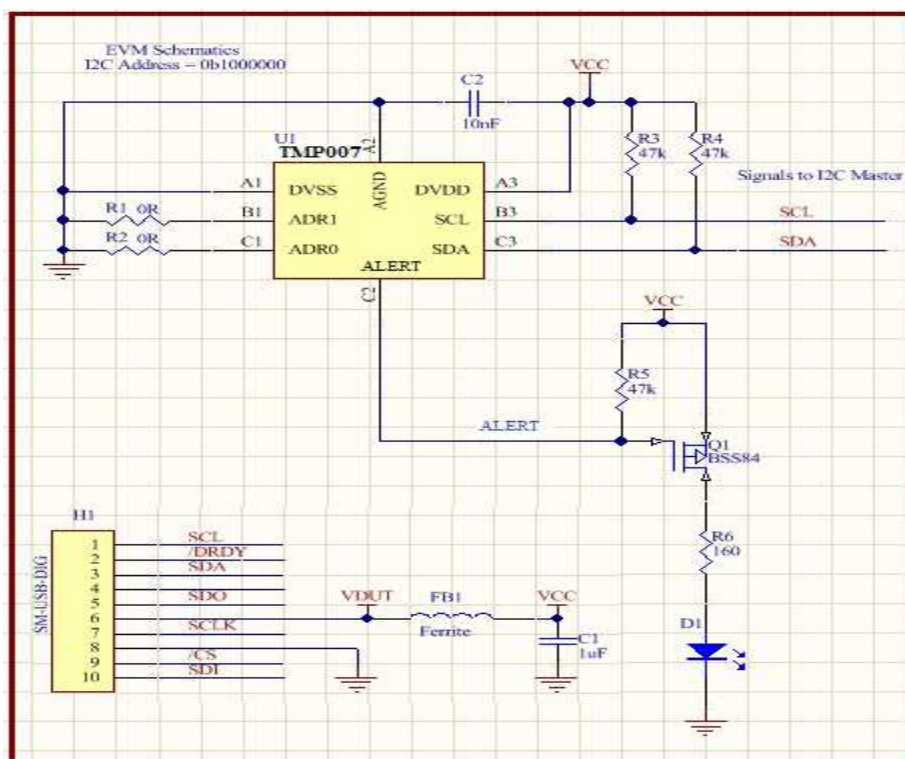 EVM Schematics
I2C Address = 0b1000000
VCC
C2
10nF
U1
TMP007
A2
R3
47k
R4
47k
Signals to I2C Master
A1
DVSS
AGND
DVDD
A3
R1 0R
B1
ADR1
SCL
B3
SCL
R2 0R
C1
ADR0
SDA
C3
SDA
ALERT
C2
VCC
R5
47k
ALERT
Q1
BSS84
R6
160
D1
H1
SM-USB-DIG
1
SCL
2
/DRDY
3
SDA
4
5
SDO
6
7
SCLK
8
9
/CS
10
SDI
VDUT
FB1
Ferrite
VCC
C1
1uF